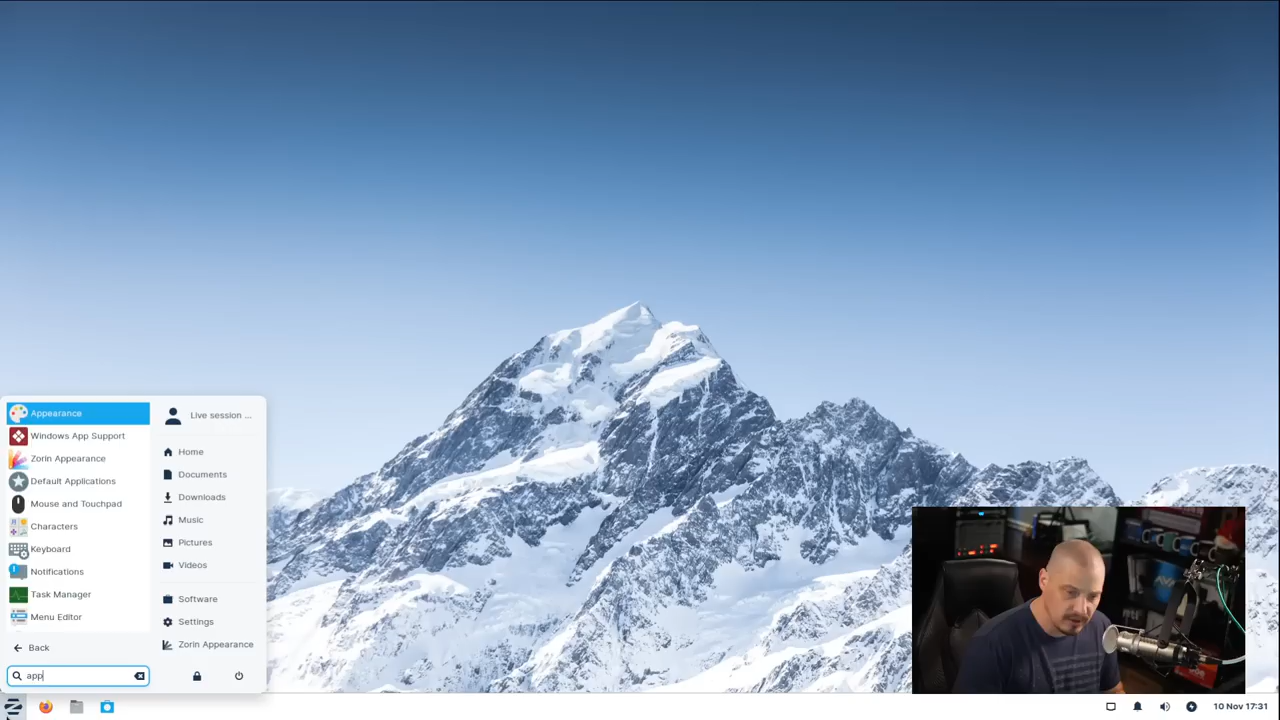 Appearance
Windows App Support
Zorin Appearance
Default Applications
Mouse and Touchpad
Characters
Keyboard
Notifications
Task Manager
Menu Editor
Back
app
Live session ...
Home
Documents
Downloads
Music
Pictures
Videos
Software
Settings
Zorin Appearance
10 Nov 17:31